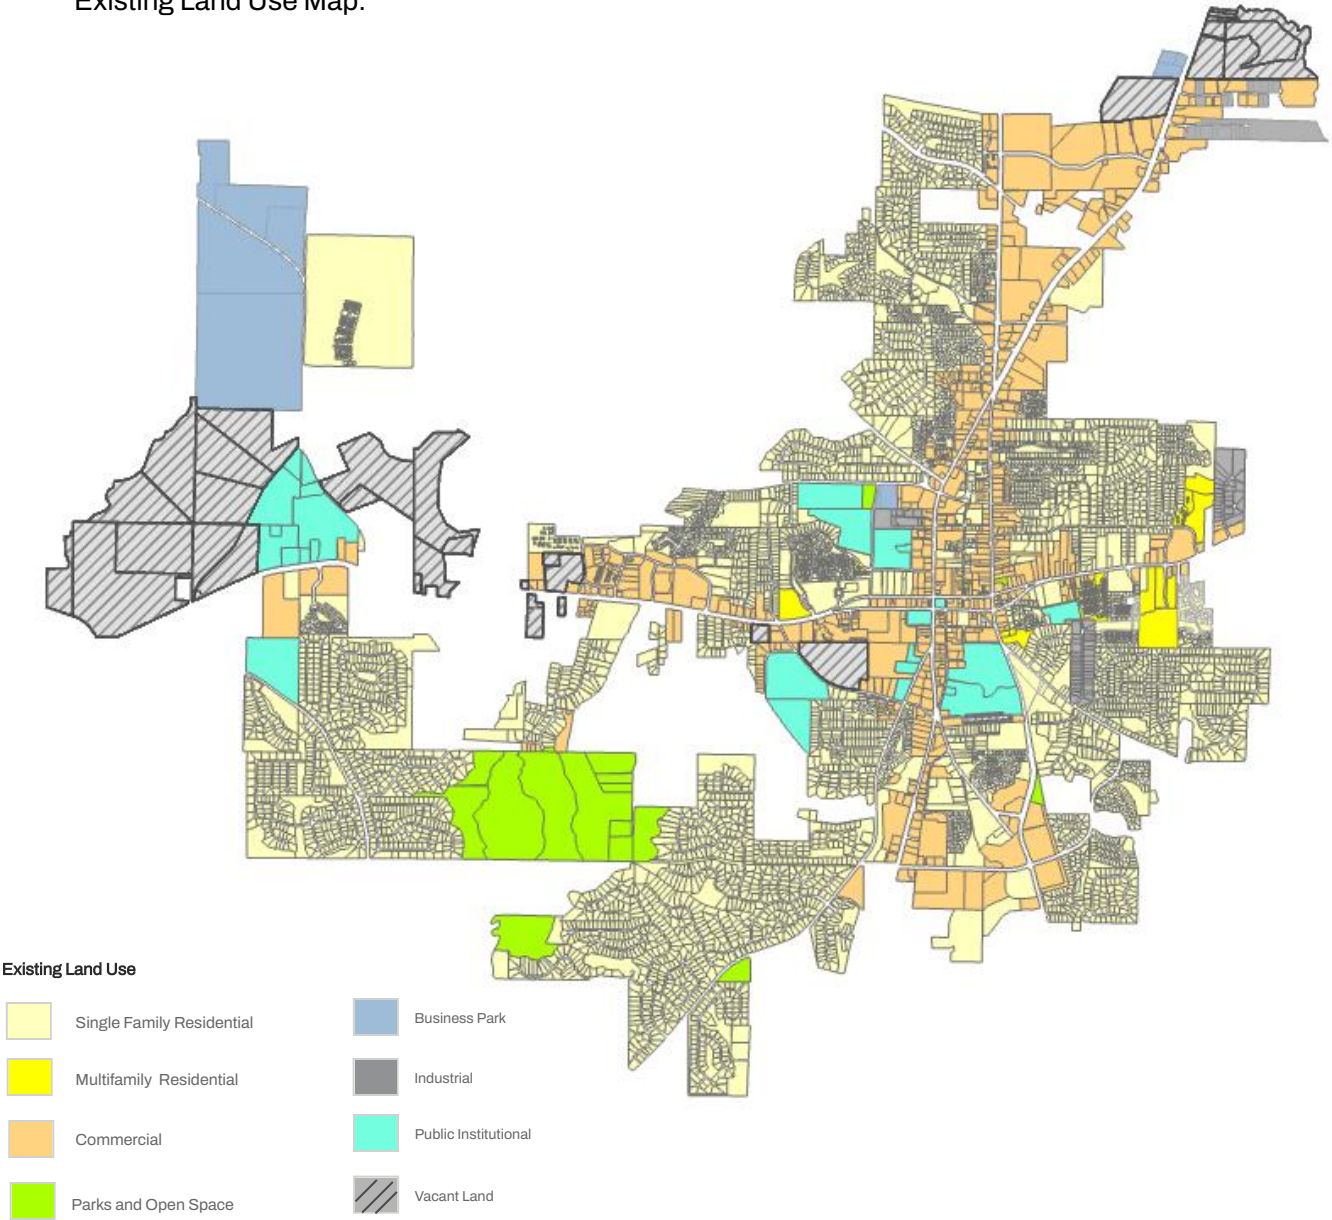 Existing Land Use Map:
Existing Land Use
Single Family Residential
Multifamily Residential
Commercial
Parks and Open Space
Business Park
Industrial
Public Institutional
Vacant Land